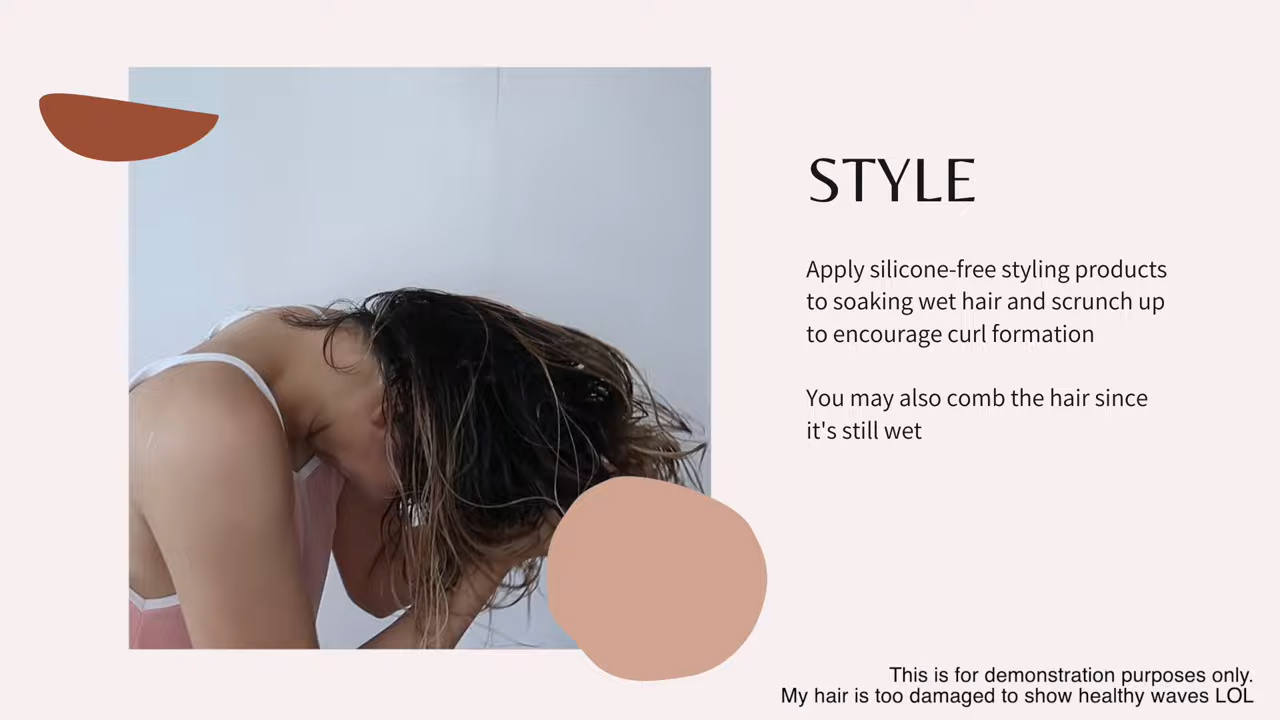 STYLE
Apply silicone-free styling products
to soaking wet hair and scrunch up
to encourage curl formation
You may also comb the hair since
it's still wet
This is for demonstration purposes only.
My hair is too damaged to show healthy waves LOL